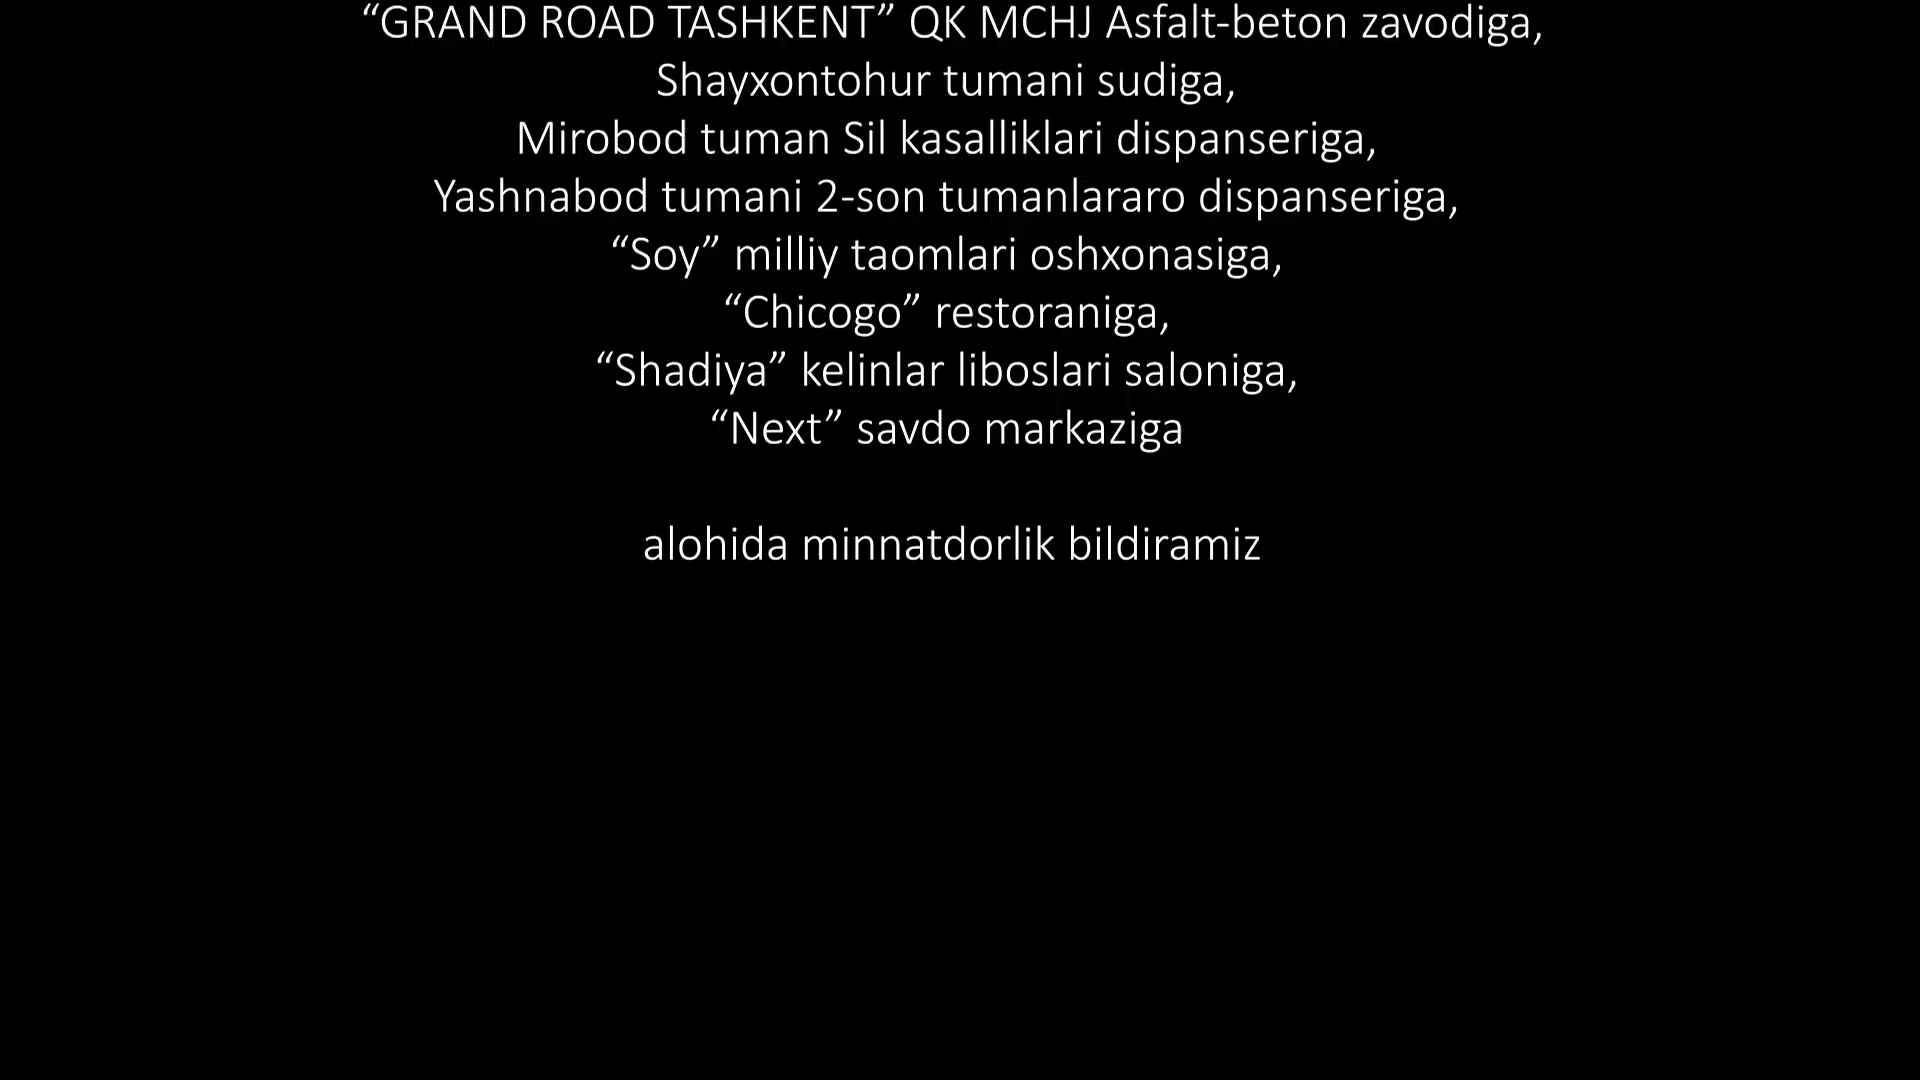 “GRAND ROAD TASHKENT” QK MCHJ Asfalt-beton zavodiga,
Shayxontohur tumani sudiga,
Mirobod tuman Sil kasalliklari dispanseriga,
Yashnabod tumani 2-son tumanlararo dispanseriga,
“Soy” milliy taomlari oshxonasiga,
“Chicogo” restoraniga,
“Shadiya” kelinlar liboslari saloniga,
“Next” savdo markaziga
alohida minnatdorlik bildiramiz